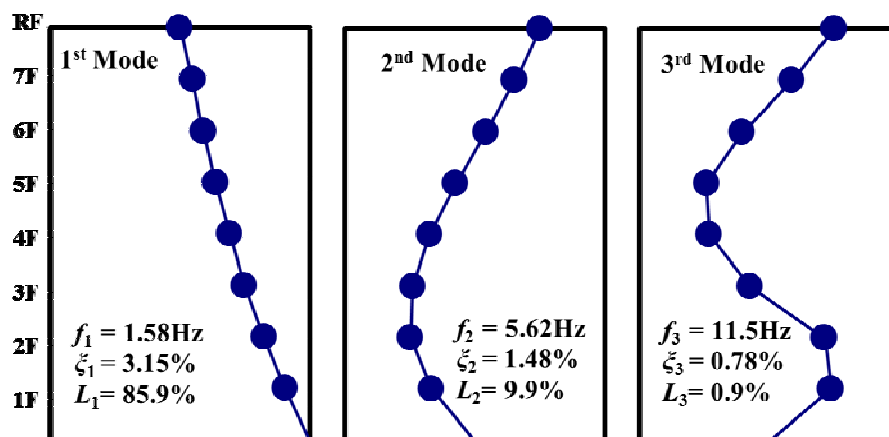 RF
7F
6F
5F
4F
3F
2F
1F
1st Mode
f1 = 1.58Hz
ξ1 = 3.15%
L1 = 85.9%
2nd Mode
f2 = 5.62Hz
ξ2 = 1.48%
L2 = 9.9%
3rd Mode
f3 = 11.5Hz
ξ3 = 0.78%
L3 = 0.9%